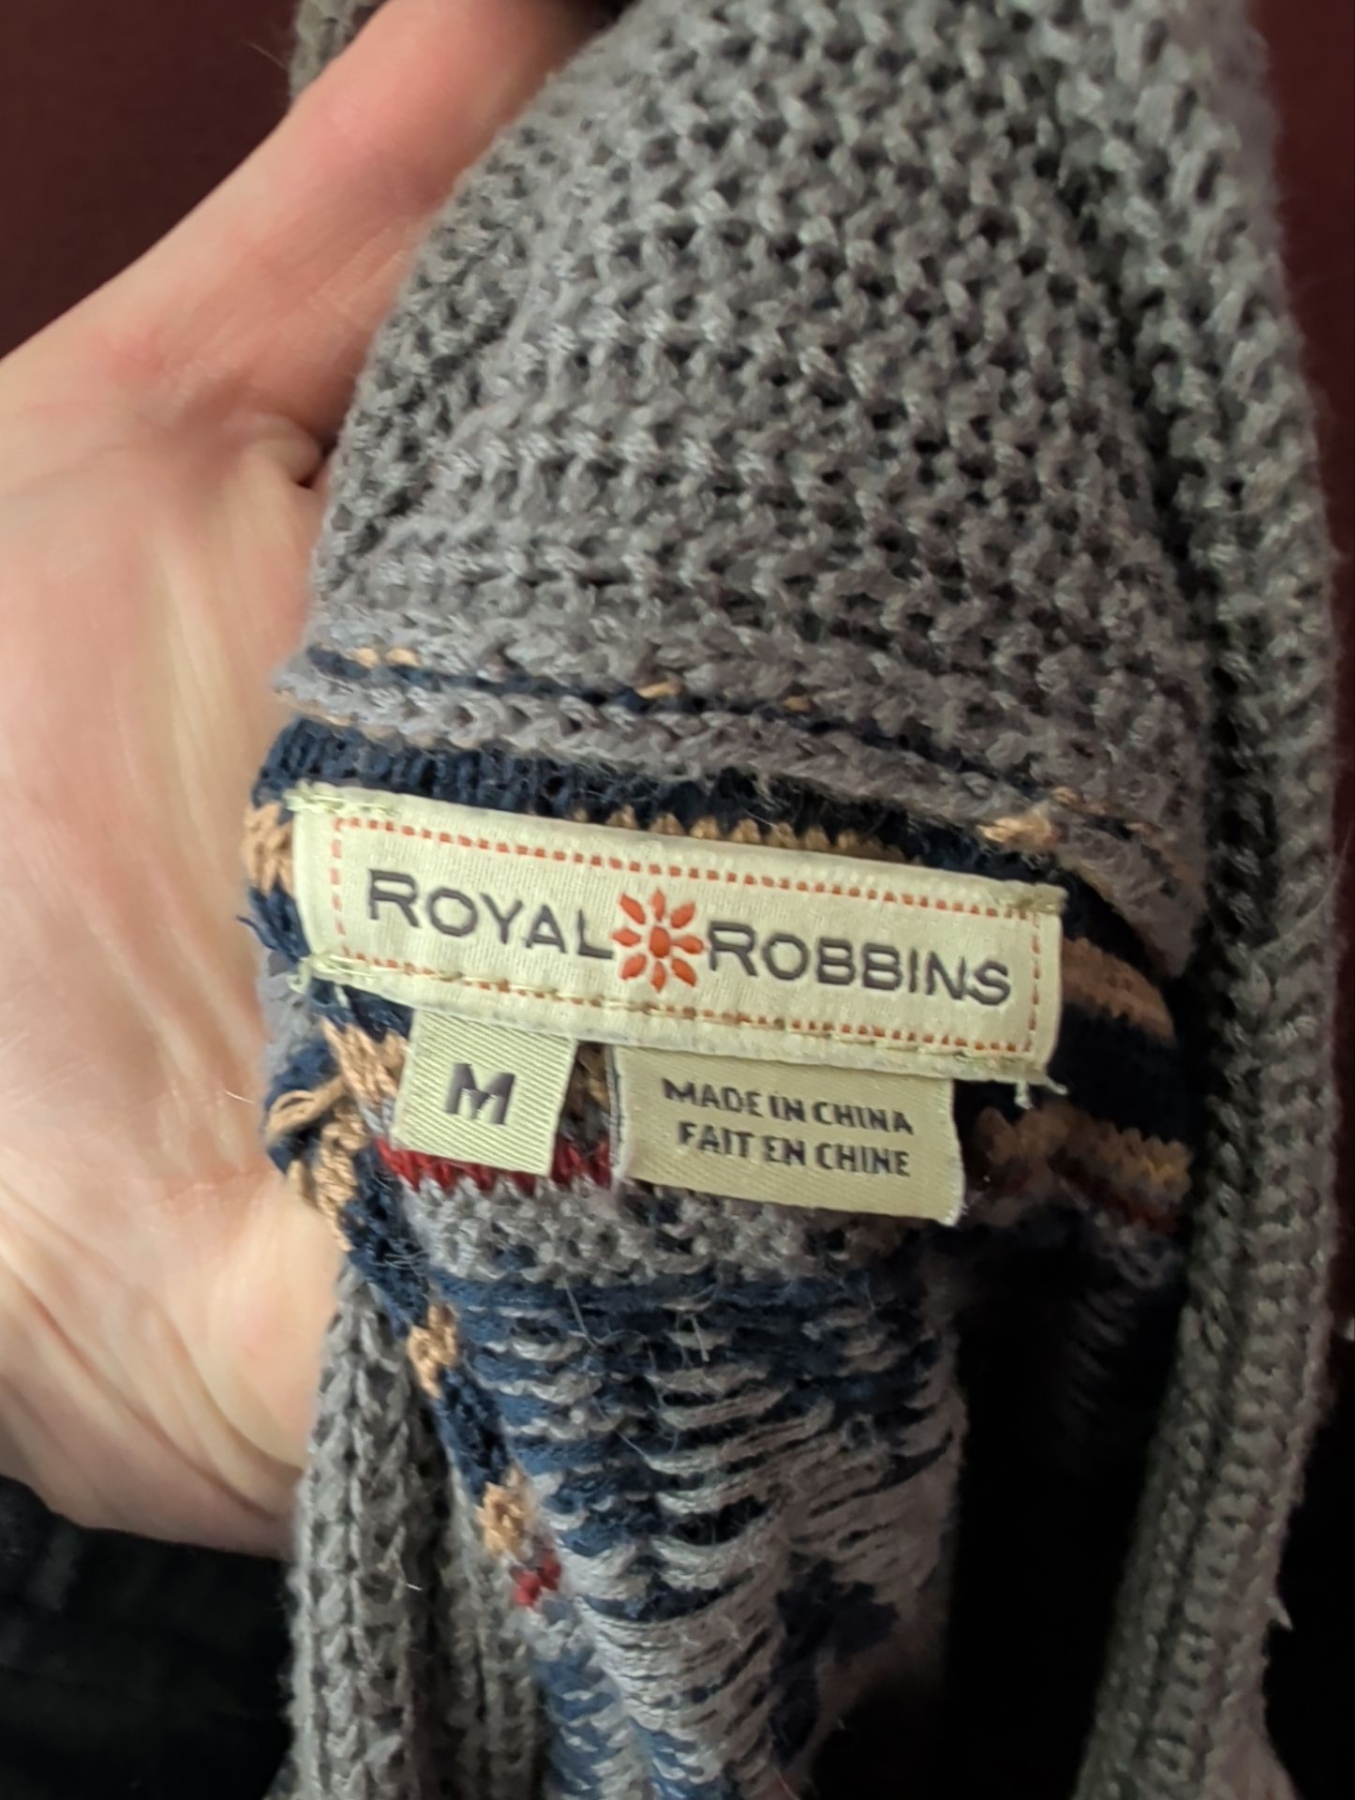 ROYAL ROBBINS
M
MADE IN CHINA
FAIT EN CHINE